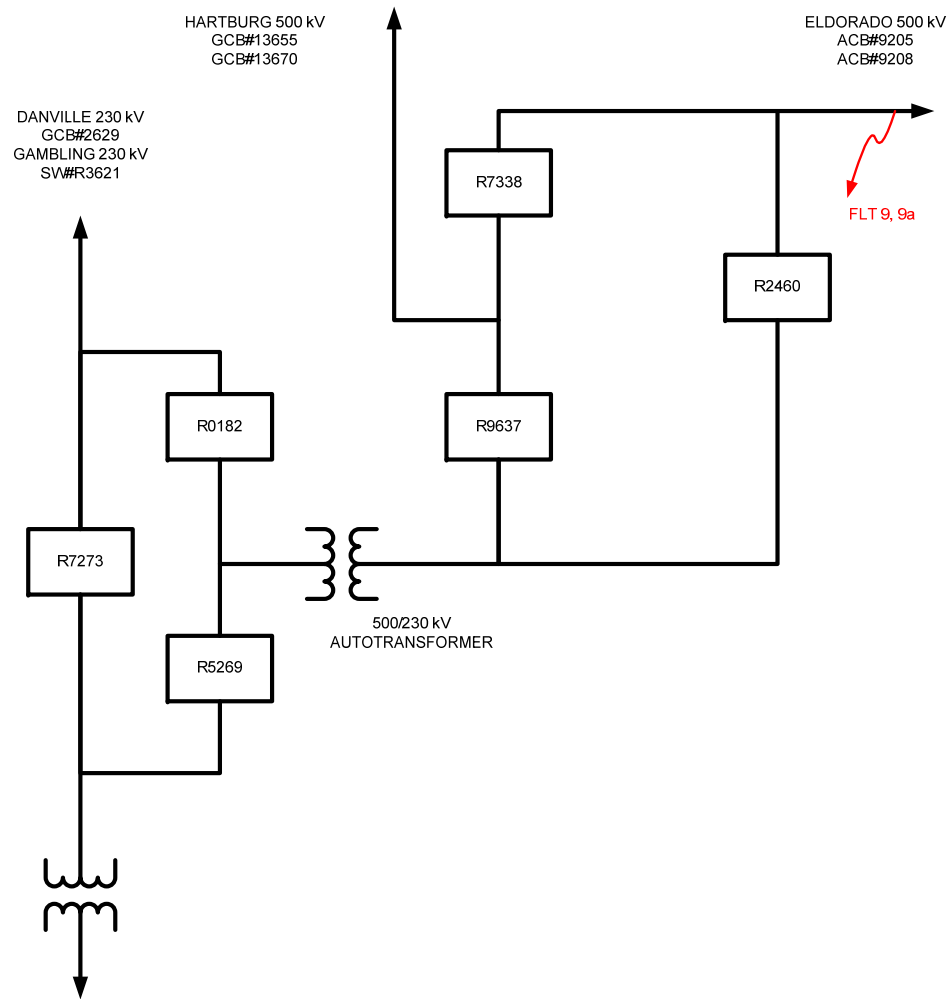 HARTBURG 500 kV
GCB#13655
GCB#13670
ELDORADO 500 kV
ACB#9205
ACB#9208
DANVILLE 230 kV
GCB#2629
GAMBLING 230 kV
SW#R3621
R7338
FLT 9, 9a
R2460
R0182
R9637
R7273
500/230 kV
AUTOTRANSFORMER
R5269